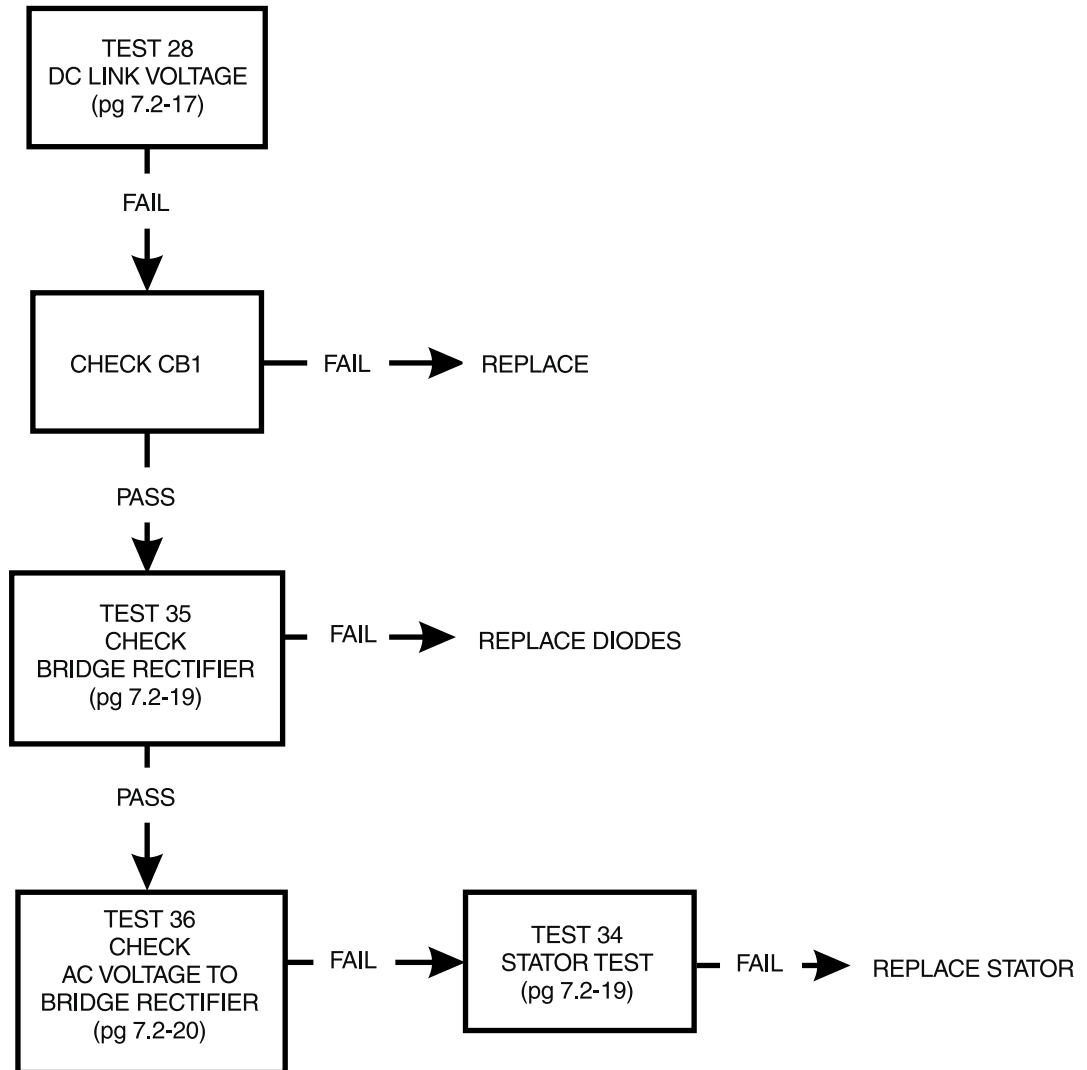 TEST 28
DC LINK VOLTAGE
(pg 7.2-17)
FAIL
CHECK CB1
FAIL
REPLACE
PASS
TEST 35
CHECK
BRIDGE RECTIFIER
(pg 7.2-19)
FAIL
REPLACE DIODES
PASS
TEST 36
CHECK
AC VOLTAGE TO
BRIDGE RECTIFIER
(pg 7.2-20)
FAIL
TEST 34
STATOR TEST
(pg 7.2-19)
FAIL
REPLACE STATOR